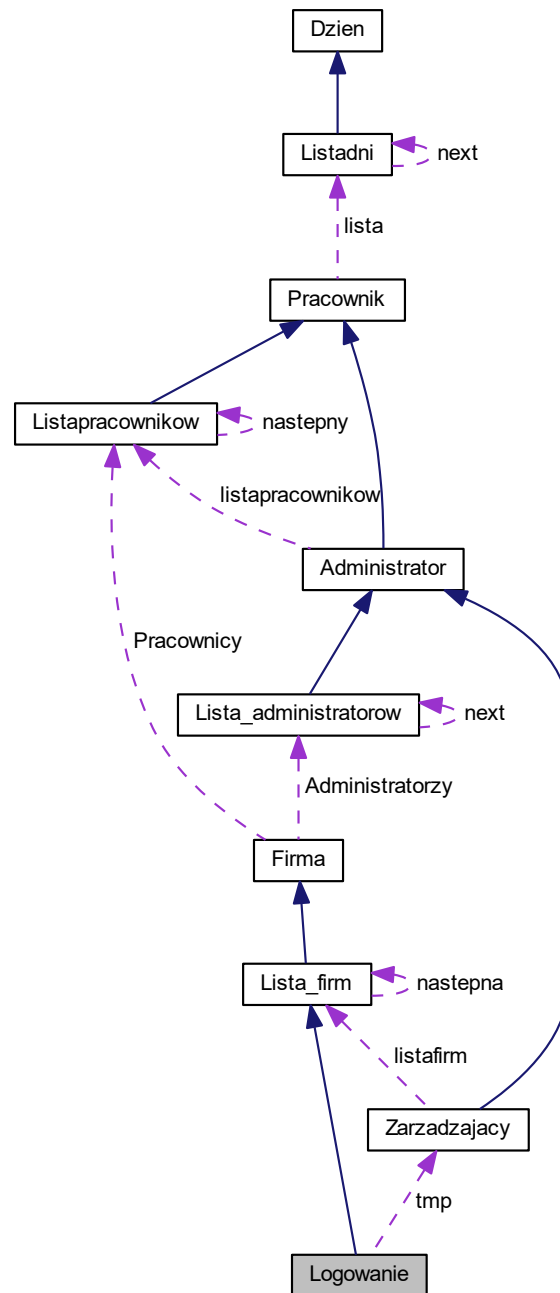 Dzien
Listadni
next
lista
Pracownik
Listapracownikow
nastepny
listapracownikow
Administrator
Pracownicy
Lista_administratorow
next
Administratorzy
Firma
Lista_firm
nastepna
listafirm
Zarzadzajacy
tmp
Logowanie